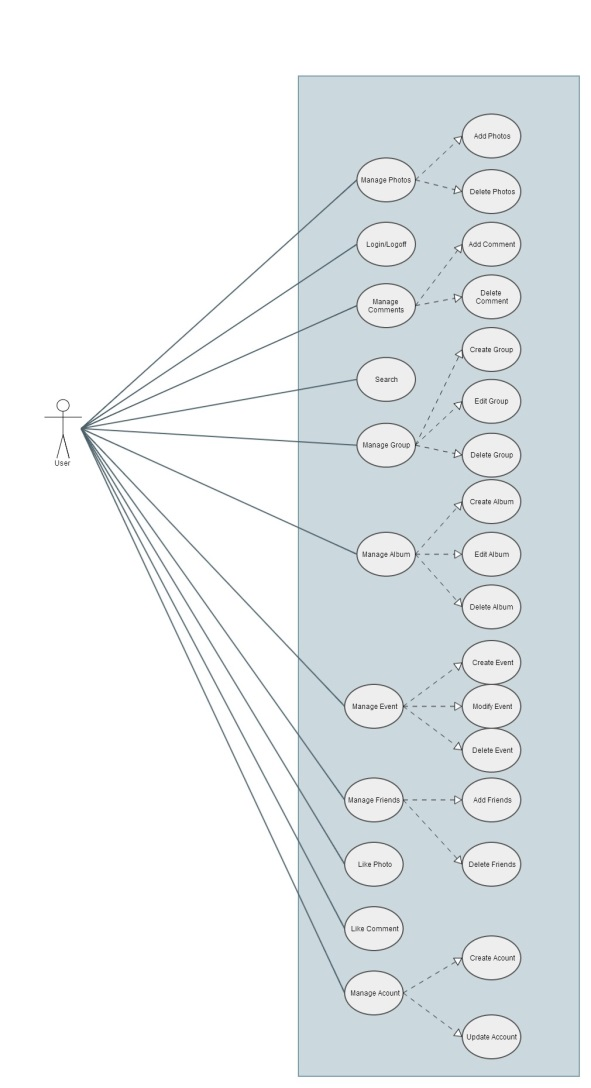 Add Photos
Manage Photos
Delete Photos
Login/Logoff
Add Comment
Manage
Comments
Delete
Comment
Create Group
Search
Edit Group
User
Manage Group
Delete Group
Create Album
Manage Album
Edit Album
Delete Album
Create Event
Manage Event
Modify Event
Delete Event
Manage Friends
Add Friends
Like Photo
Delete Friends
Like Comment
Create Acount
Manage Acount
Update Account